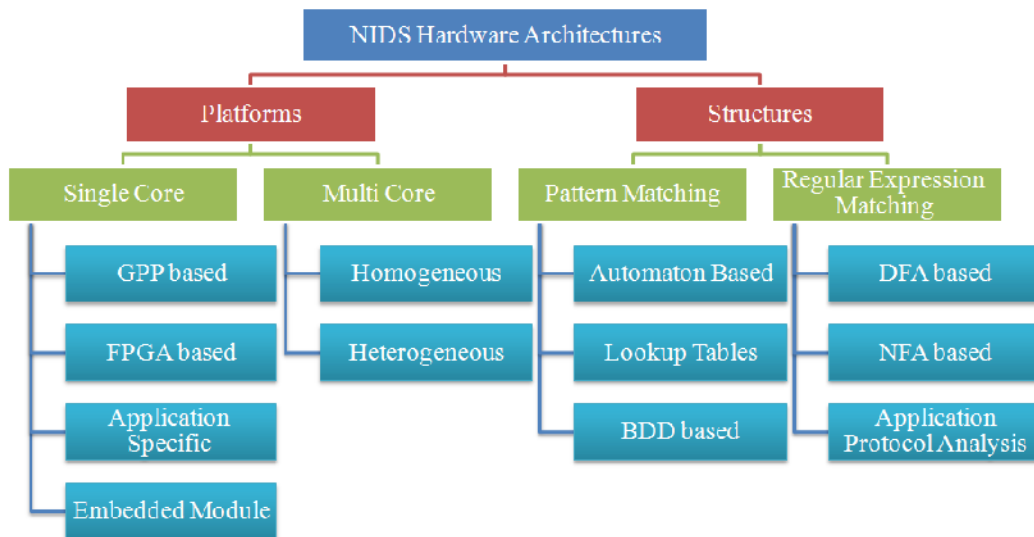 NIDS Hardware Architectures
Platforms
Structures
Single Core
Multi Core
Pattern Matching
Regular Expression
Matching
GPP based
Homogeneous
Automaton Based
DFA based
FPGA based
Heterogeneous
Lookup Tables
NFA based
Application
Specific
BDD based
Application
Protocol Analysis
Embedded Module